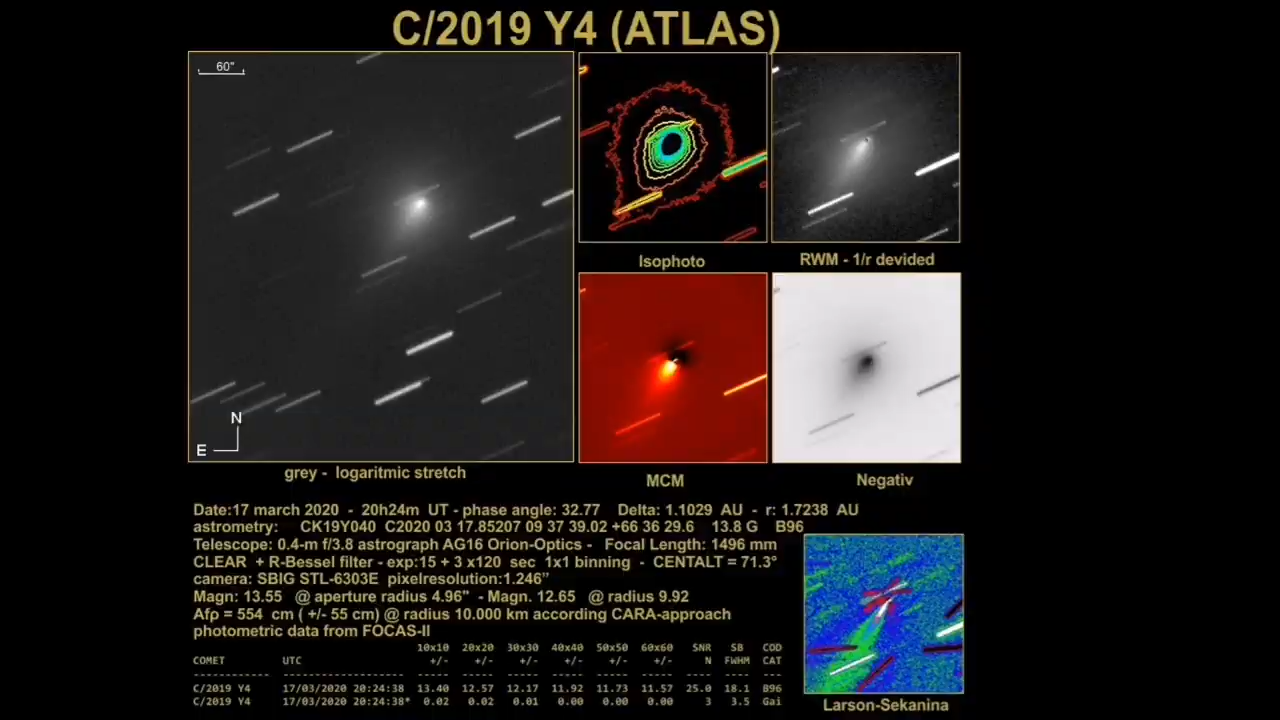 C/2019 Y4 (ATLAS)
60"
N
E
grey - logaritmic stretch
Isophoto
RWM - 1/r devided
MCM
Negativ
Date:17 march 2020 - 20h24m UT - phase angle: 32.77 Delta: 1.1029 AU - r: 1.7238 AU
astrometry: CK19Y040 C2020 03 17.85207 09 37 39.02 +66 36 29.6 13.8 G B96
Telescope: 0.4-m f/3.8 astrograph AG16 Orion-Optics - Focal Length: 1496 mm
CLEAR + R-Bessel filter - exp:15 + 3 x120 sec 1x1 binning - CENTALT = 71.3°
camera: SBIG STL-6303E pixelresolution:1.246”
Magn: 13.55 @ aperture radius 4.96" - Magn. 12.65 @ radius 9.92
Afρ = 554 cm ( +/- 55 cm) @ radius 10.000 km according CARA-approach
photometric data from FOCAS-II
10x10 20x20 30x30 40x40 50x50 60x60 SNR SB COD
COMET UTC +/- +/- +/- +/- +/- +/- N FWHM CAT
------------ -------------------- ----- ----- ----- ----- ----- ----- ---- ---- ---
C/2019 Y4 17/03/2020 20:24:38 13.40 12.57 12.17 11.92 11.73 11.57 25.0 18.1 B96
C/2019 Y4 17/03/2020 20:24:38* 0.02 0.02 0.01 0.00 0.00 0.00 3 3.5 Gai
Larson-Sekanina